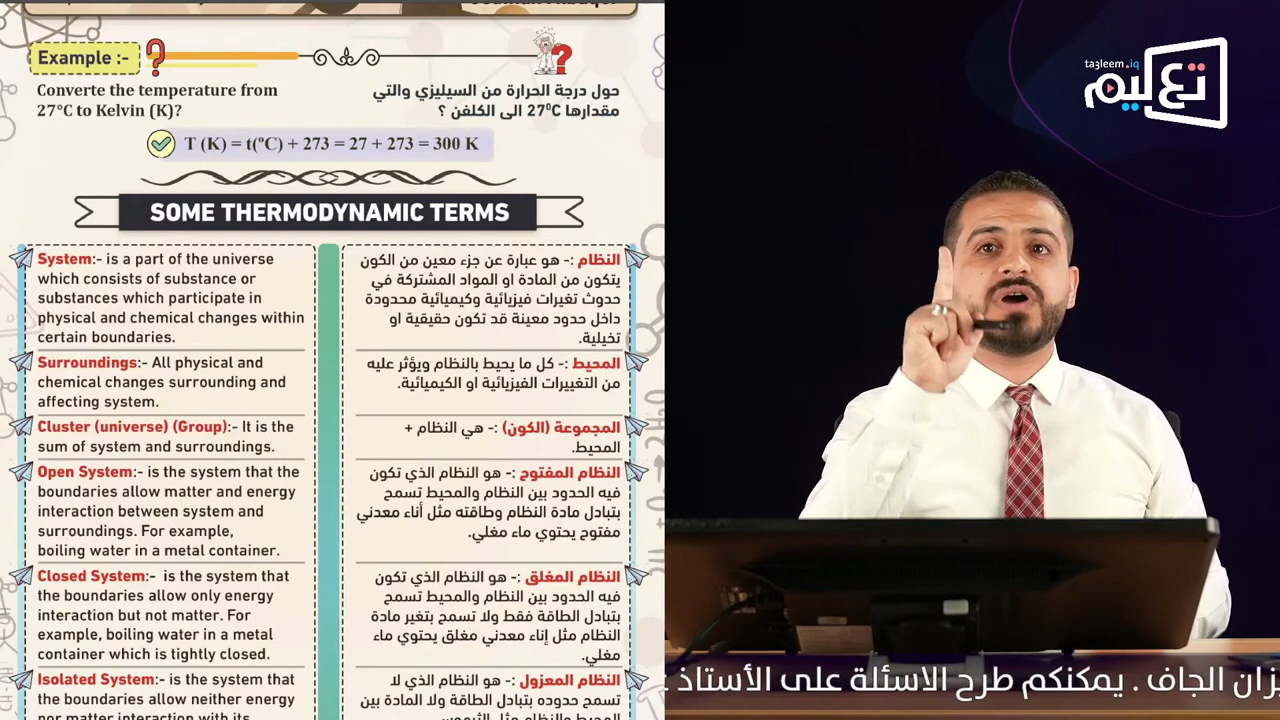 Example :-
Converte the temperature from
27°C to Kelvin (K)?
حول درجة الحرارة من السيليزي والتي
مقدارها 27⁰C الى الكلفن ؟
T (K) = t(ºC) + 273 = 27 + 273 = 300 K
SOME THERMODYNAMIC TERMS
System:- is a part of the universe
which consists of substance or
substances which participate in
physical and chemical changes within
certain boundaries.
Surroundings:- All physical and
chemical changes surrounding and
affecting system.
Cluster (universe) (Group):- It is the
sum of system and surroundings.
Open System:- is the system that the
boundaries allow matter and energy
interaction between system and
surroundings. For example,
boiling water in a metal container.
Closed System:- is the system that
the boundaries allow only energy
interaction but not matter. For
example, boiling water in a metal
container which is tightly closed.
Isolated System:- is the system that
the boundaries allow neither energy
nor matter interaction with its
النظام :- هو عبارة عن جزء معين من الكون
يتكون من المادة او المواد المشتركة في
حدوث تغيرات فيزيائية وكيميائية محدودة
داخل حدود معينة قد تكون حقيقية او
تخيلية.
المحيط :- كل ما يحيط بالنظام ويؤثر عليه
من التغييرات الفيزيائية او الكيميائية.
المجموعة (الكون) :- هي النظام +
المحيط.
النظام المفتوح :- هو النظام الذي تكون
فيه الحدود بين النظام والمحيط تسمح
بتبادل مادة النظام وطاقته مثل أناء معدني
مفتوح يحتوي ماء مغلي.
النظام المغلق :- هو النظام الذي تكون
فيه الحدود بين النظام والمحيط تسمح
بتبادل الطاقة فقط ولا تسمح بتغير مادة
النظام مثل إناء معدني مغلق يحتوي ماء
مغلي.
النظام المعزول :- هو النظام الذي لا
تسمح حدوده بتبادل الطاقة ولا المادة بين
المحيط والنظام مثل الثرموس
ta3leem.iq
تعليم
الجاف . يمكنكم طرح الاسئلة على الأستاذ